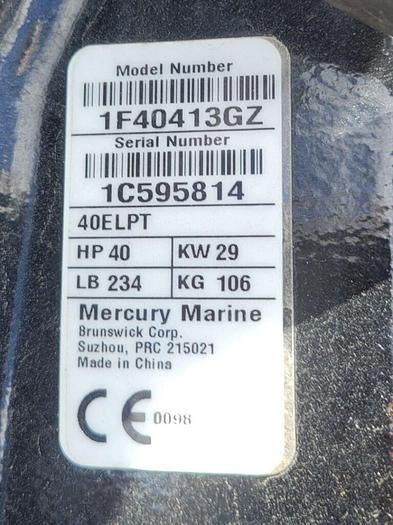 Model Number
1F40413GZ
Serial Number
1C595814
40ELPT
HP 40 KW 29
LB 234 KG 106
Mercury Marine
Brunswick Corp.
Suzhou, PRC 215021
Made in China
CE 0098